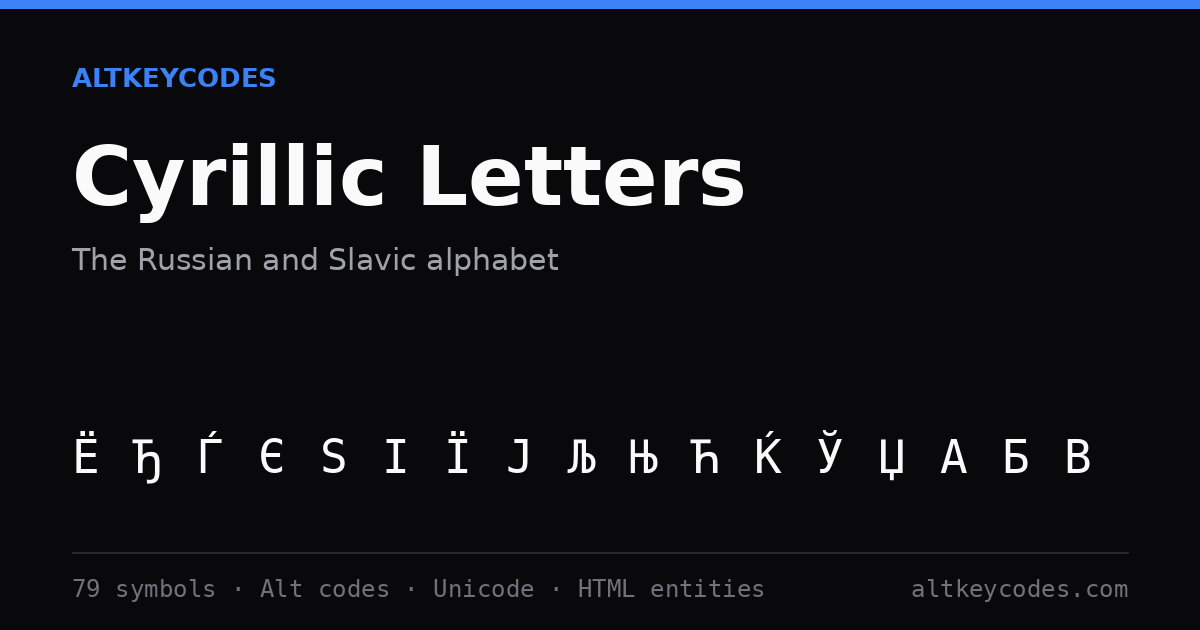 ALTKEYCODES
Cyrillic Letters
The Russian and Slavic alphabet
Ё Ђ Ѓ Є Ѕ І Ї Ј Љ Њ Ћ Ќ Ў Џ А Б В
79 symbols · Alt codes · Unicode · HTML entities
altkeycodes.com